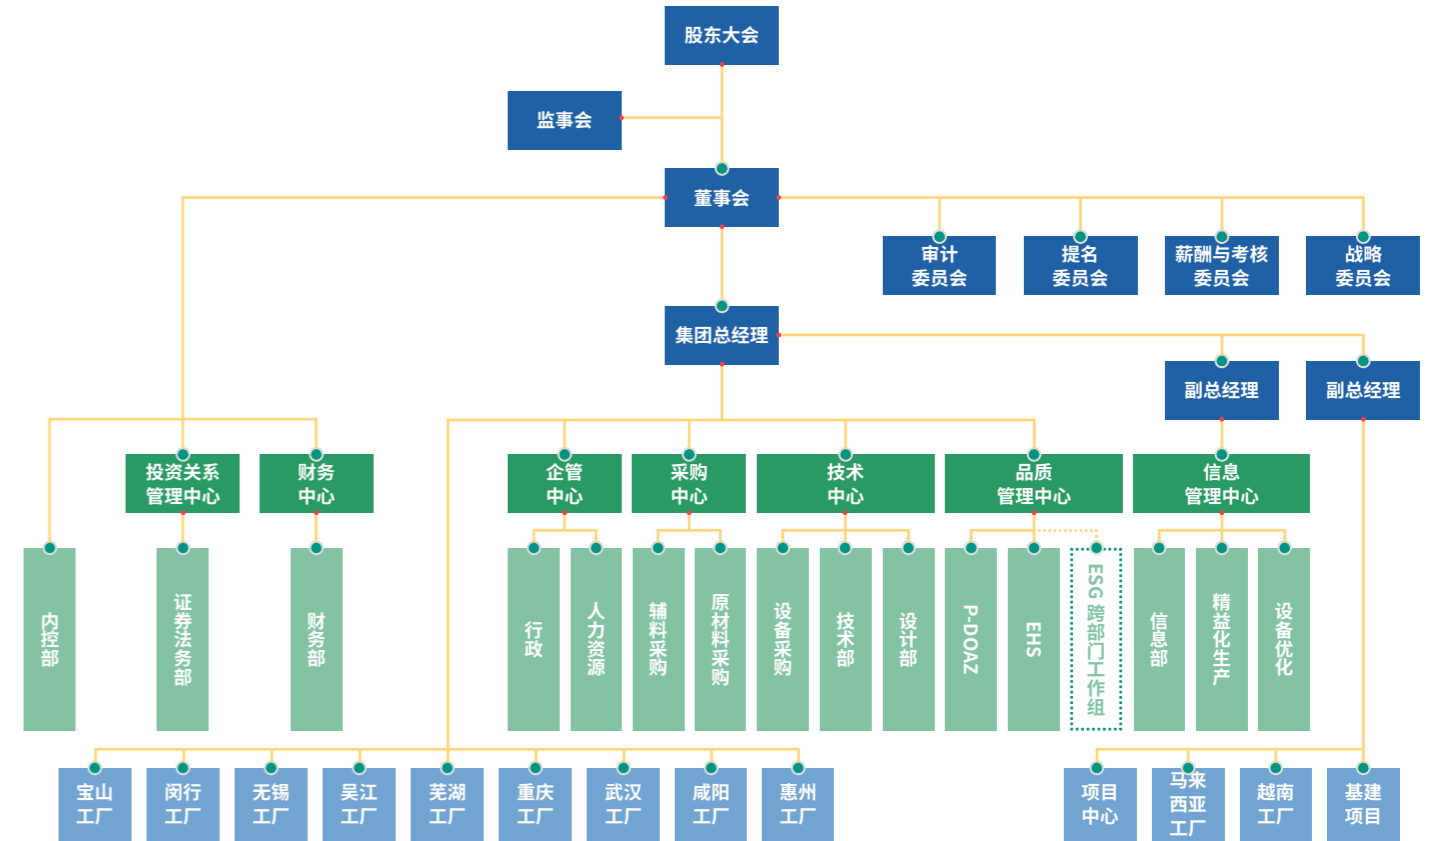 股东大会
监事会
董事会
审计
委员会
提名
委员会
薪酬与考核
委员会
战略
委员会
集团总经理
副总经理
副总经理
投资关系
管理中心
财务
中心
企管
中心
采购
中心
技术
中心
品质
管理中心
信息
管理中心
内控部
证券法务部
财务部
行政
人力资源
辅料采购
原材料采购
设备采购
技术部
设计部
P-DOAZ
EHS
ESG 跨部门工作组
信息部
精益化生产
设备优化
宝山
工厂
闵行
工厂
无锡
工厂
吴江
工厂
芜湖
工厂
重庆
工厂
武汉
工厂
咸阳
工厂
惠州
工厂
项目
中心
马来
西亚
工厂
越南
工厂
基建
项目